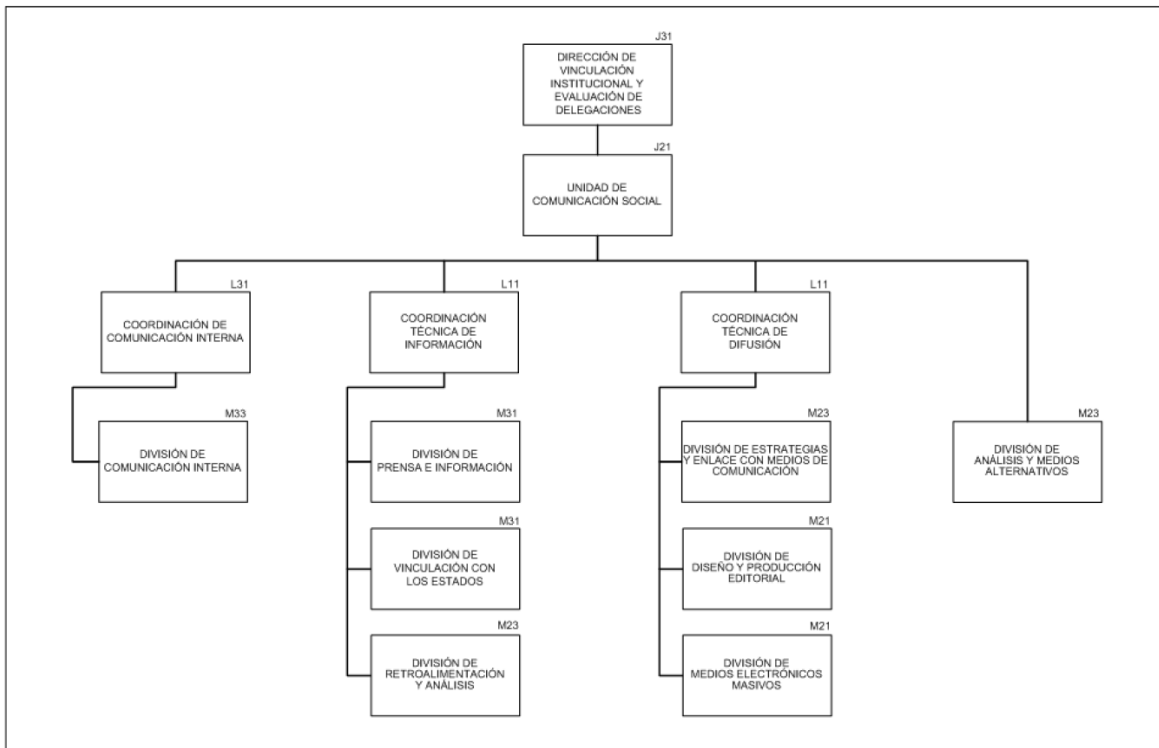 J31
DIRECCIÓN DE
VINCULACIÓN
INSTITUCIONAL Y
EVALUACIÓN DE
DELEGACIONES
J21
UNIDAD DE
COMUNICACIÓN SOCIAL
L31
COORDINACIÓN DE
COMUNICACIÓN INTERNA
L11
COORDINACIÓN
TÉCNICA DE
INFORMACIÓN
L11
COORDINACIÓN
TÉCNICA DE
DIFUSIÓN
M33
DIVISIÓN DE
COMUNICACIÓN INTERNA
M31
DIVISIÓN DE
PRENSA E INFORMACIÓN
M23
DIVISIÓN DE ESTRATEGIAS
Y ENLACE CON MEDIOS DE
COMUNICACIÓN
M23
DIVISIÓN DE
ANÁLISIS Y MEDIOS
ALTERNATIVOS
M31
DIVISIÓN DE
VINCULACIÓN CON
LOS ESTADOS
M21
DIVISIÓN DE
DISEÑO Y PRODUCCIÓN
EDITORIAL
M23
DIVISIÓN DE
RETROALIMENTACIÓN
Y ANÁLISIS
M21
DIVISIÓN DE
MEDIOS ELECTRÓNICOS
MASIVOS